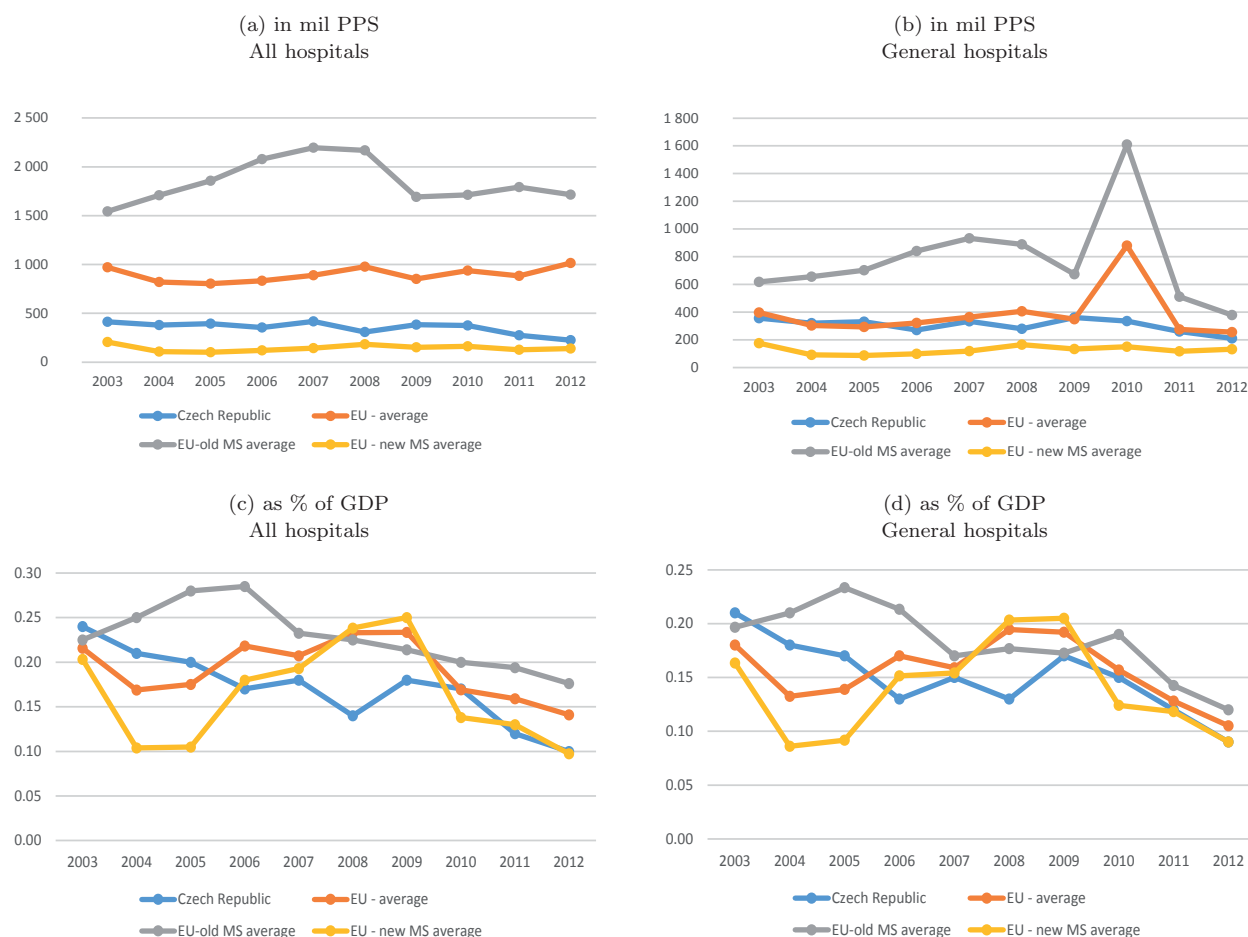 (a) in mil PPS
All hospitals
2 500
2 000
1 500
1 000
500
0
2003 2004 2005 2006 2007 2008 2009 2010 2011 2012
Czech Republic EU - average
EU-old MS average EU - new MS average
(b) in mil PPS
General hospitals
1 800
1 600
1 400
1 200
1 000
800
600
400
200
0
2003 2004 2005 2006 2007 2008 2009 2010 2011 2012
Czech Republic EU - average
EU-old MS average EU - new MS average
(c) as % of GDP
All hospitals
0.30
0.25
0.20
0.15
0.10
0.05
0.00
2003 2004 2005 2006 2007 2008 2009 2010 2011 2012
Czech Republic EU - average
EU-old MS average EU - new MS average
(d) as % of GDP
General hospitals
0.25
0.20
0.15
0.10
0.05
0.00
2003 2004 2005 2006 2007 2008 2009 2010 2011 2012
Czech Republic EU - average
EU-old MS average EU - new MS average